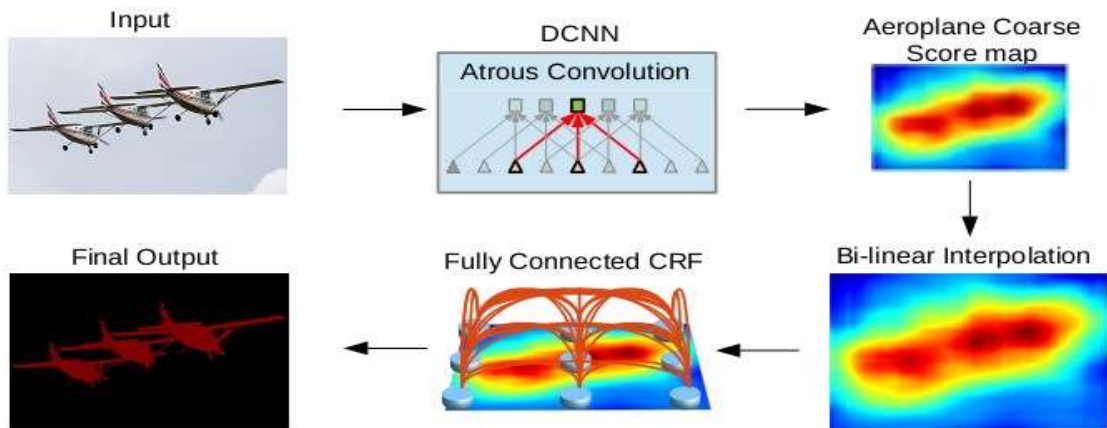 Input
DCNN
Atrous Convolution
Aeroplane Coarse
Score map
Bi-linear Interpolation
Fully Connected CRF
Final Output